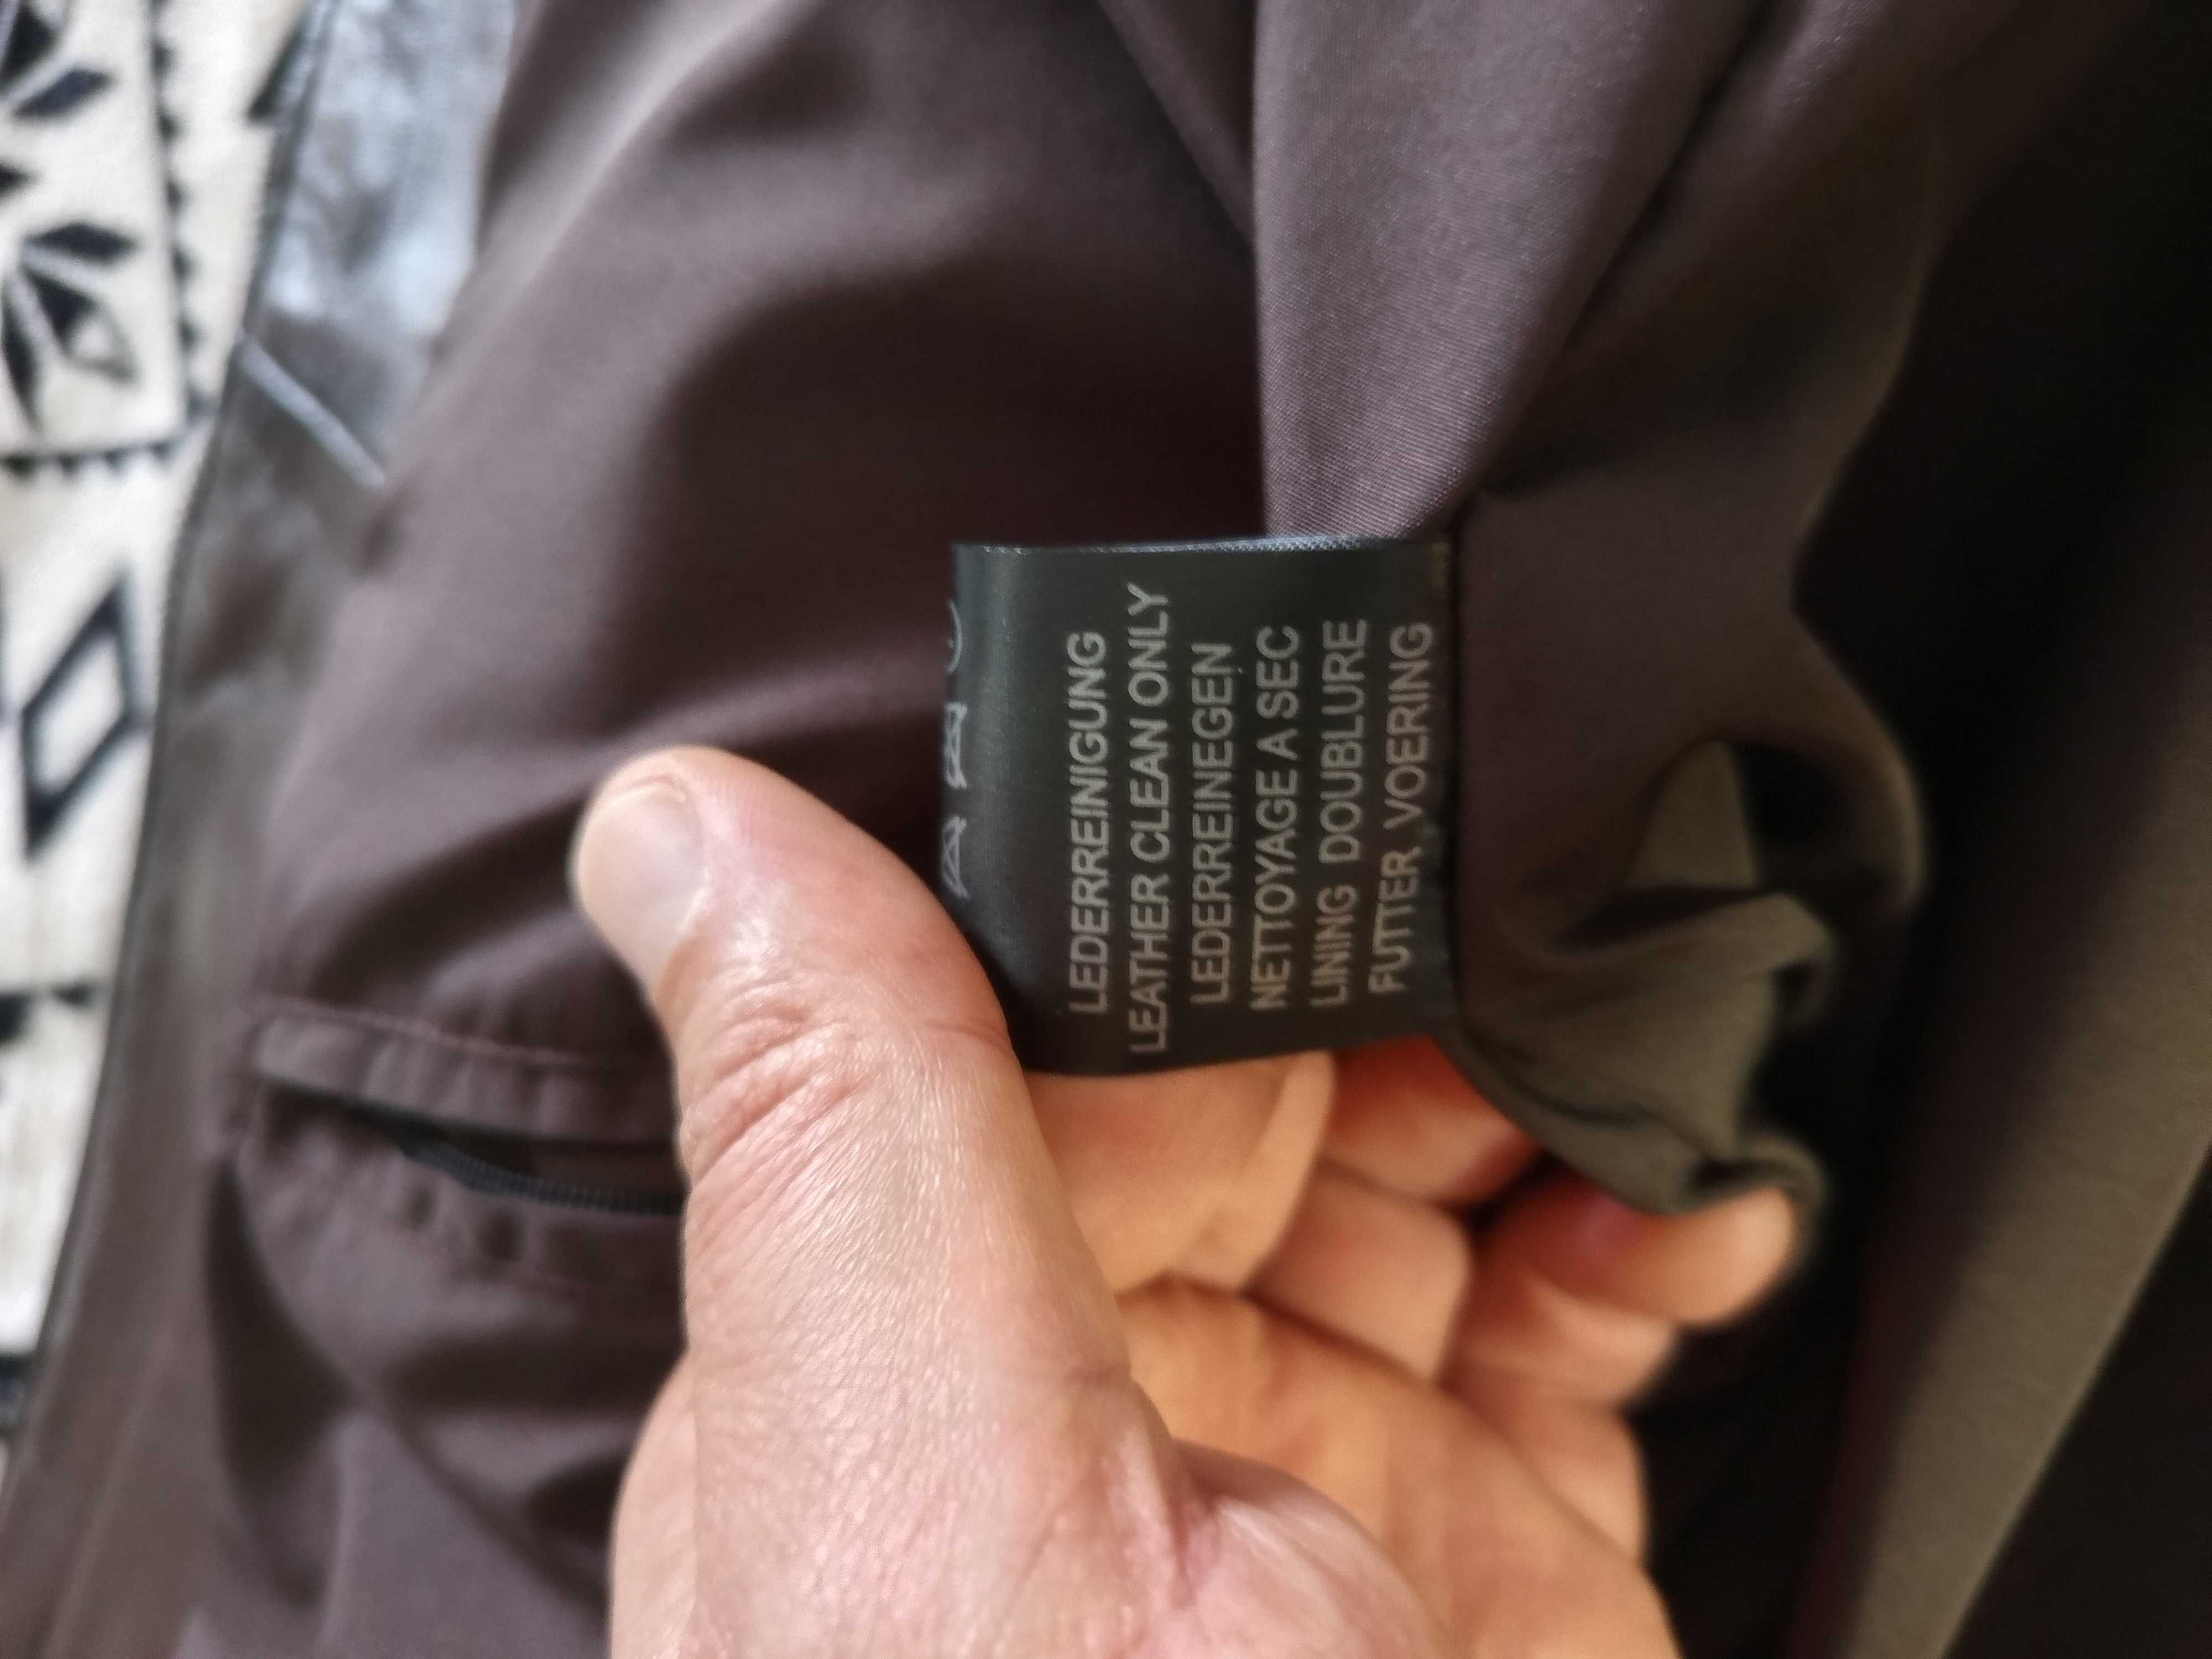 LEDERREINIGUNG
LEATHER CLEAN ONLY
LEDERREINEGEN
NETTOYAGE A SEC
LINING DOUBLURE
FUTTER VOERING